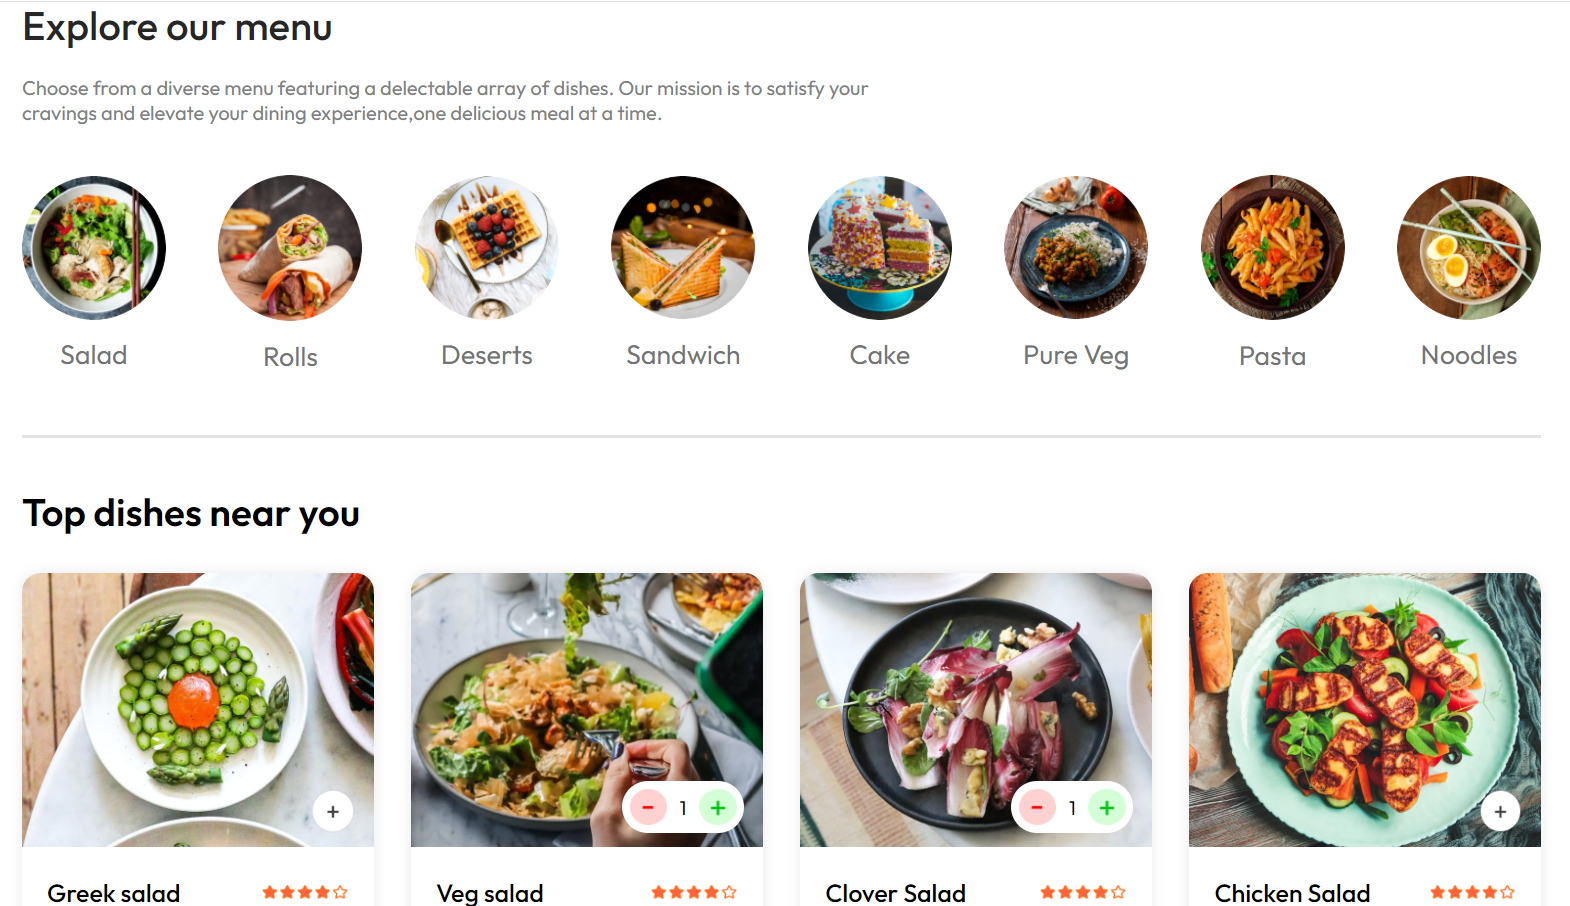 Explore our menu
Choose from a diverse menu featuring a delectable array of dishes. Our mission is to satisfy your
cravings and elevate your dining experience,one delicious meal at a time.
Salad
Rolls
Deserts
Sandwich
Cake
Pure Veg
Pasta
Noodles
Top dishes near you
+
- 1 +
- 1 +
+
Greek salad
Veg salad
Clover Salad
Chicken Salad